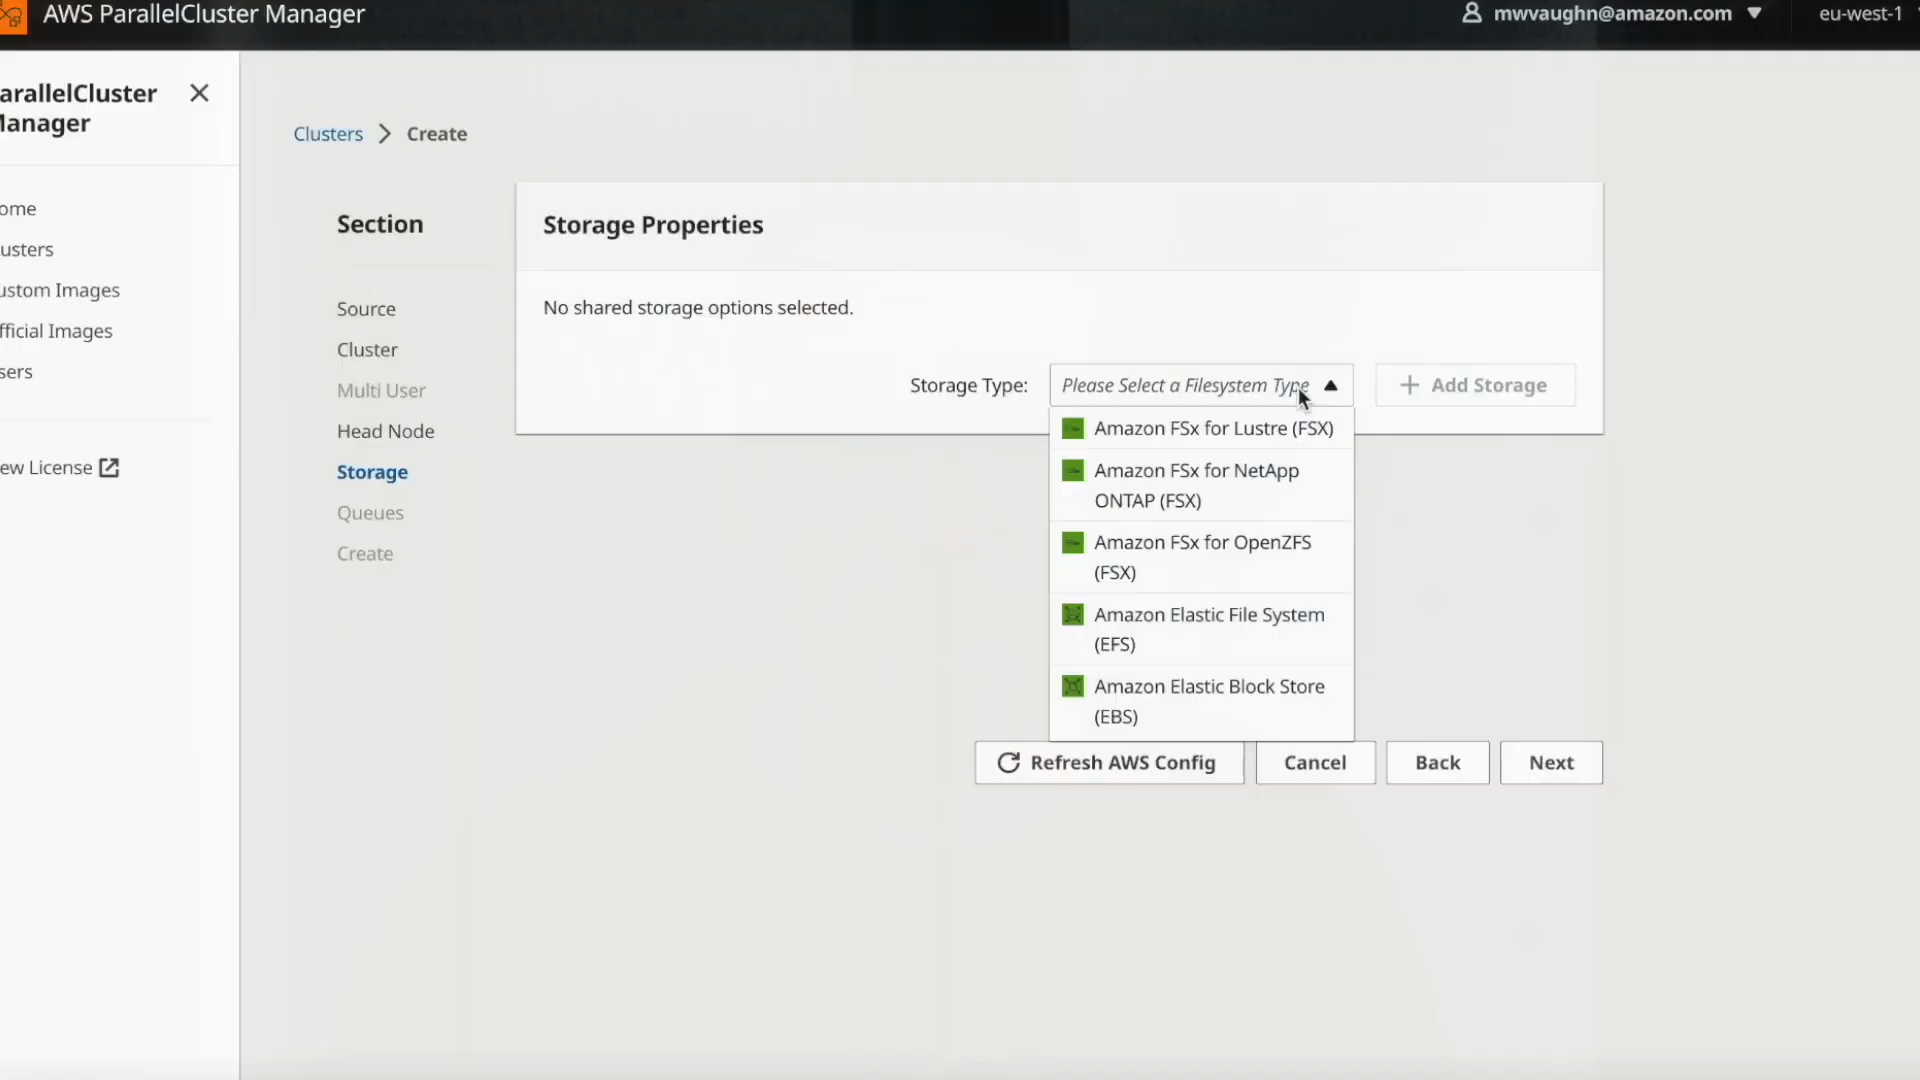 AWS ParallelCluster Manager
mwvaughn@amazon.com
eu-west-1
arallelCluster
Manager
ome
lusters
ustom Images
fficial Images
sers
ew License
Clusters > Create
Section
Source
Cluster
Multi User
Head Node
Storage
Queues
Create
Storage Properties
No shared storage options selected.
Storage Type:
Please Select a Filesystem Type
+ Add Storage
Amazon FSx for Lustre (FSX)
Amazon FSx for NetApp
ONTAP (FSX)
Amazon FSx for OpenZFS
(FSX)
Amazon Elastic File System
(EFS)
Amazon Elastic Block Store
(EBS)
Refresh AWS Config
Cancel
Back
Next